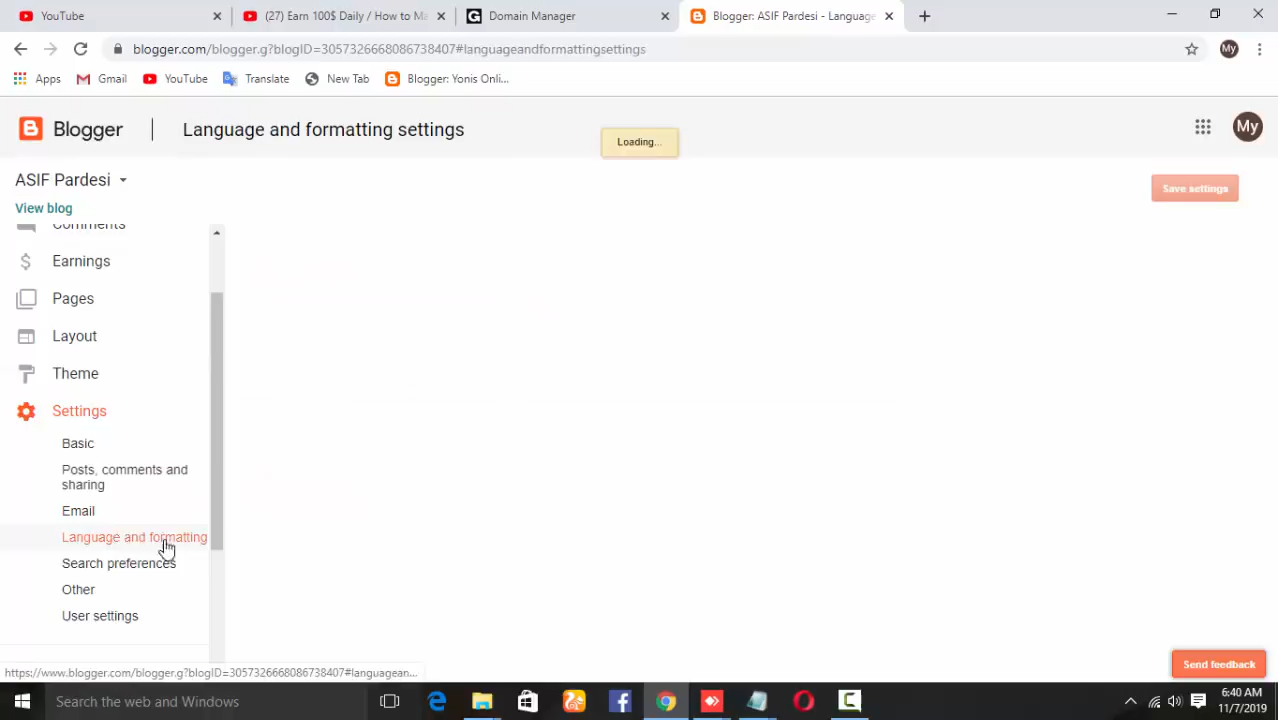 YouTube
(27) Earn 100$ Daily / How to Ma
Domain Manager
Blogger: ASIF Pardesi - Language
blogger.com/blogger.g?blogID=3057326668086738407#languageandformattingsettings
My
Apps
Gmail
YouTube
Translate
New Tab
Blogger: Yonis Onli...
Blogger
Language and formatting settings
Loading...
My
ASIF Pardesi
Save settings
View blog
Comments
Earnings
Pages
Layout
Theme
Settings
Basic
Posts, comments and
sharing
Email
Language and formatting
Search preferences
Other
User settings
Send feedback
https://www.blogger.com/blogger.g?blogID=3057326668086738407#languagean...
Search the web and Windows
6:40 AM
11/7/2019